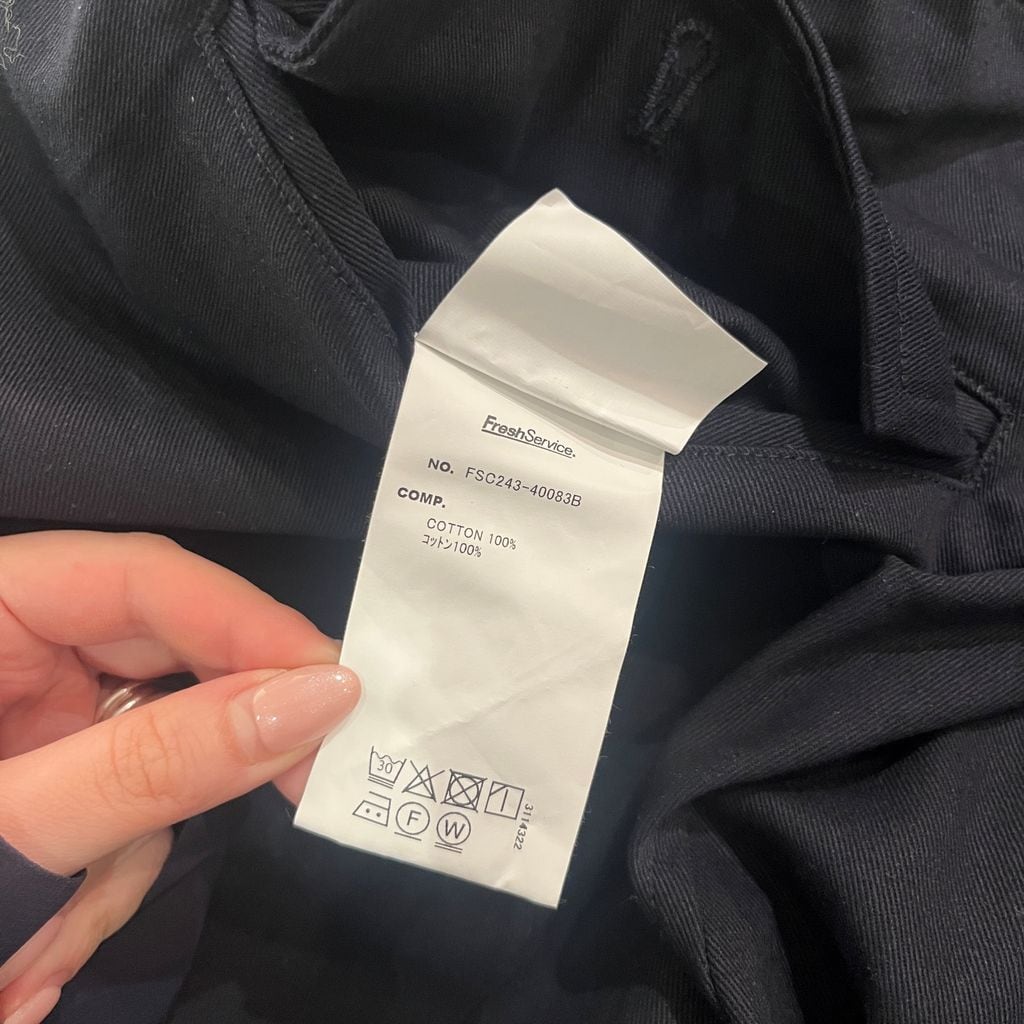 FreshService.
NO. FSC243-40083B
COMP.
COTTON 100%
コットン100%
30
F
W
3114322